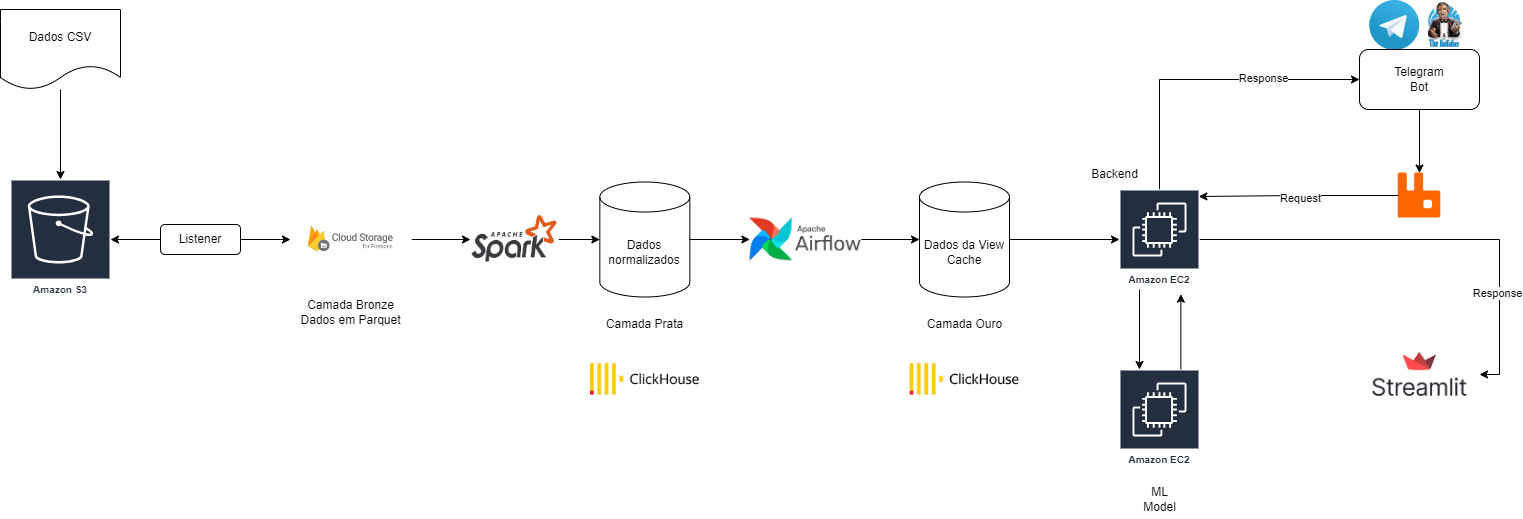 Dados CSV
Amazon S3
Listener
Cloud Storage
for Firebase
Camada Bronze
Dados em Parquet
APACHE
Spark
Dados
normalizados
Camada Prata
ClickHouse
Apache
Airflow
Dados da View
Cache
Camada Ouro
ClickHouse
Backend
Amazon EC2
Amazon EC2
ML
Model
Response
The Botfather
Telegram
Bot
Request
Response
Streamlit